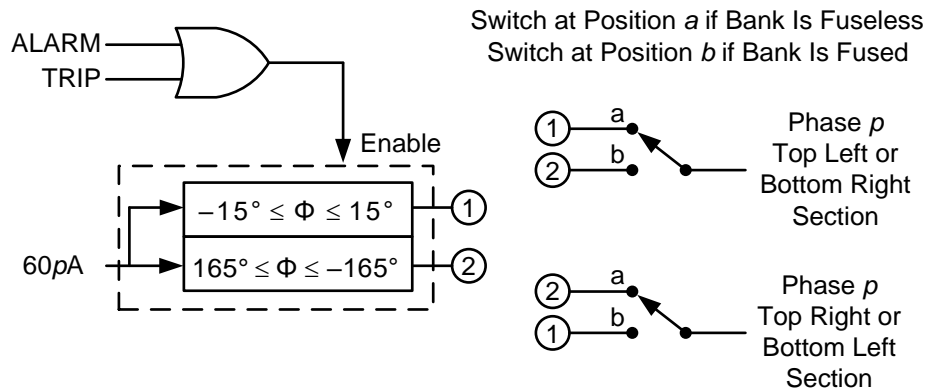 Switch at Position a if Bank Is Fuseless
Switch at Position b if Bank Is Fused
ALARM
TRIP
Enable
60pA
−15° ≤ Φ ≤ 15°
1
165° ≤ Φ ≤ −165°
2
1
a
2
b
Phase p
Top Left or
Bottom Right
Section
2
a
1
b
Phase p
Top Right or
Bottom Left
Section